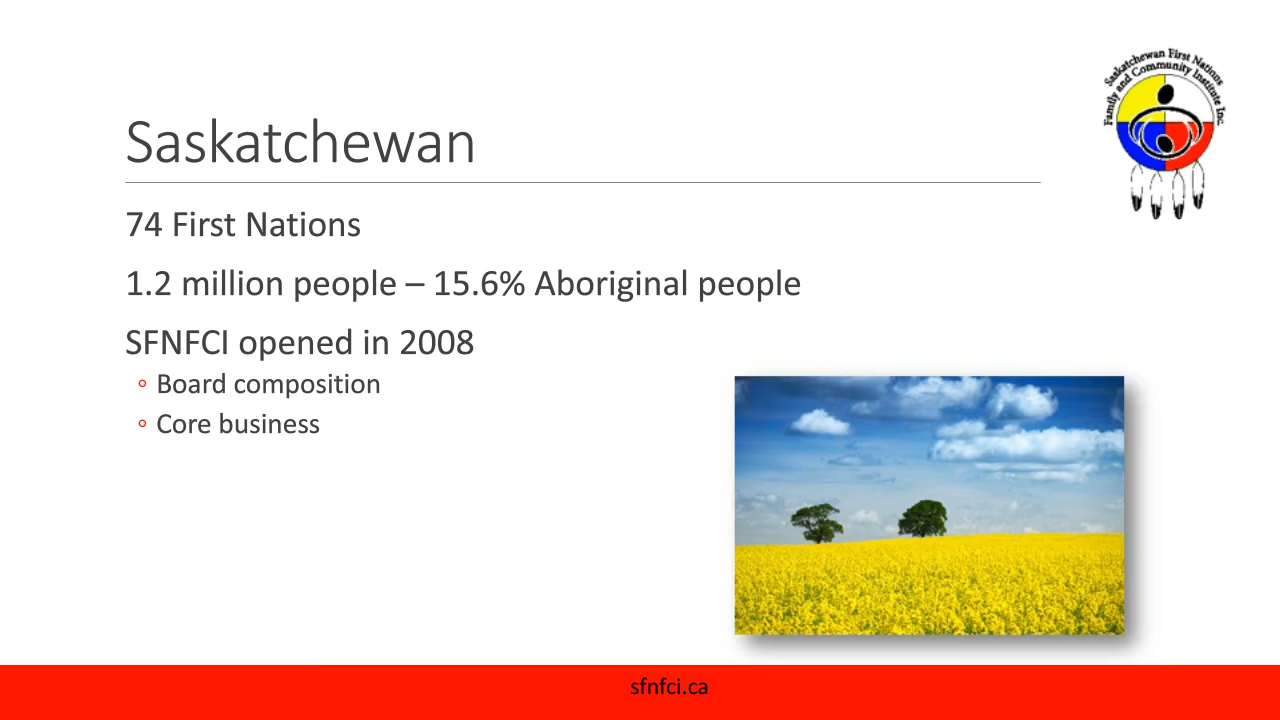 Saskatchewan First Nations
Family and Community Institute Inc.
Saskatchewan
74 First Nations
1.2 million people – 15.6% Aboriginal people
SFNFCI opened in 2008
Board composition
Core business
sfnfci.ca